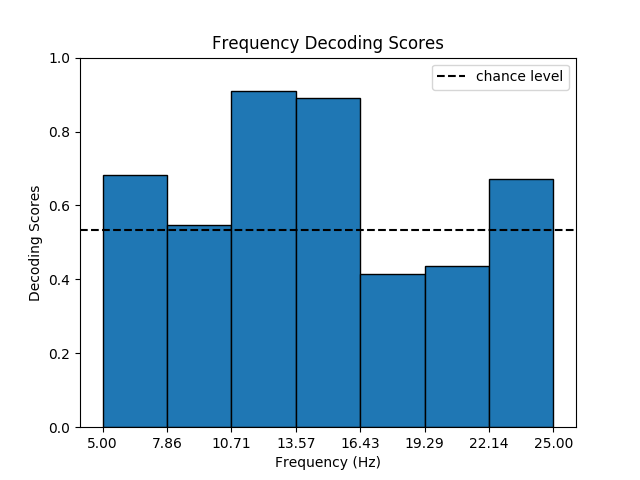 Frequency Decoding Scores
chance level
1.0
0.8
0.6
0.4
0.2
0.0
Decoding Scores
5.00 7.86 10.71 13.57 16.43 19.29 22.14 25.00
Frequency (Hz)